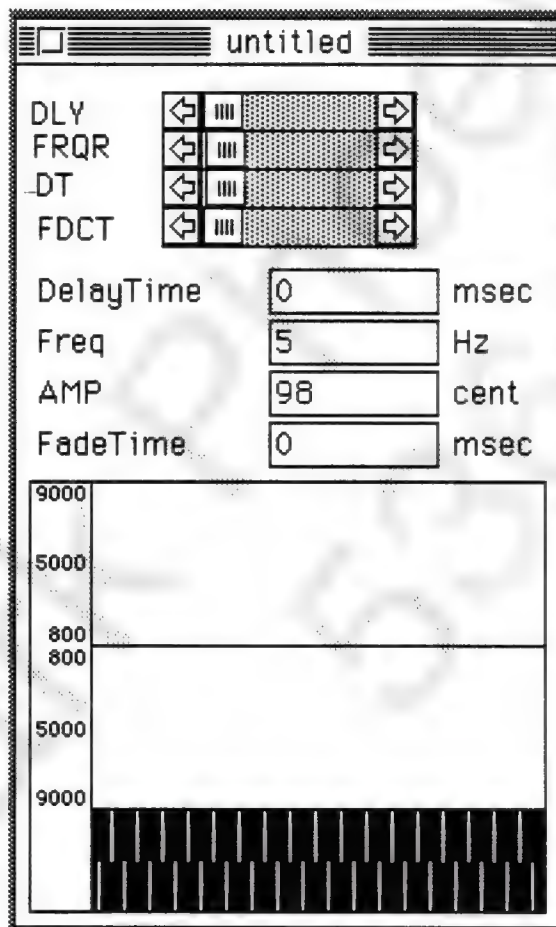 untitled
DLY
FRQR
DT
FDCT
DelayTime 0 msec
Freq 5 Hz
AMP 98 cent
FadeTime 0 msec
9000
5000
800
800
5000
9000